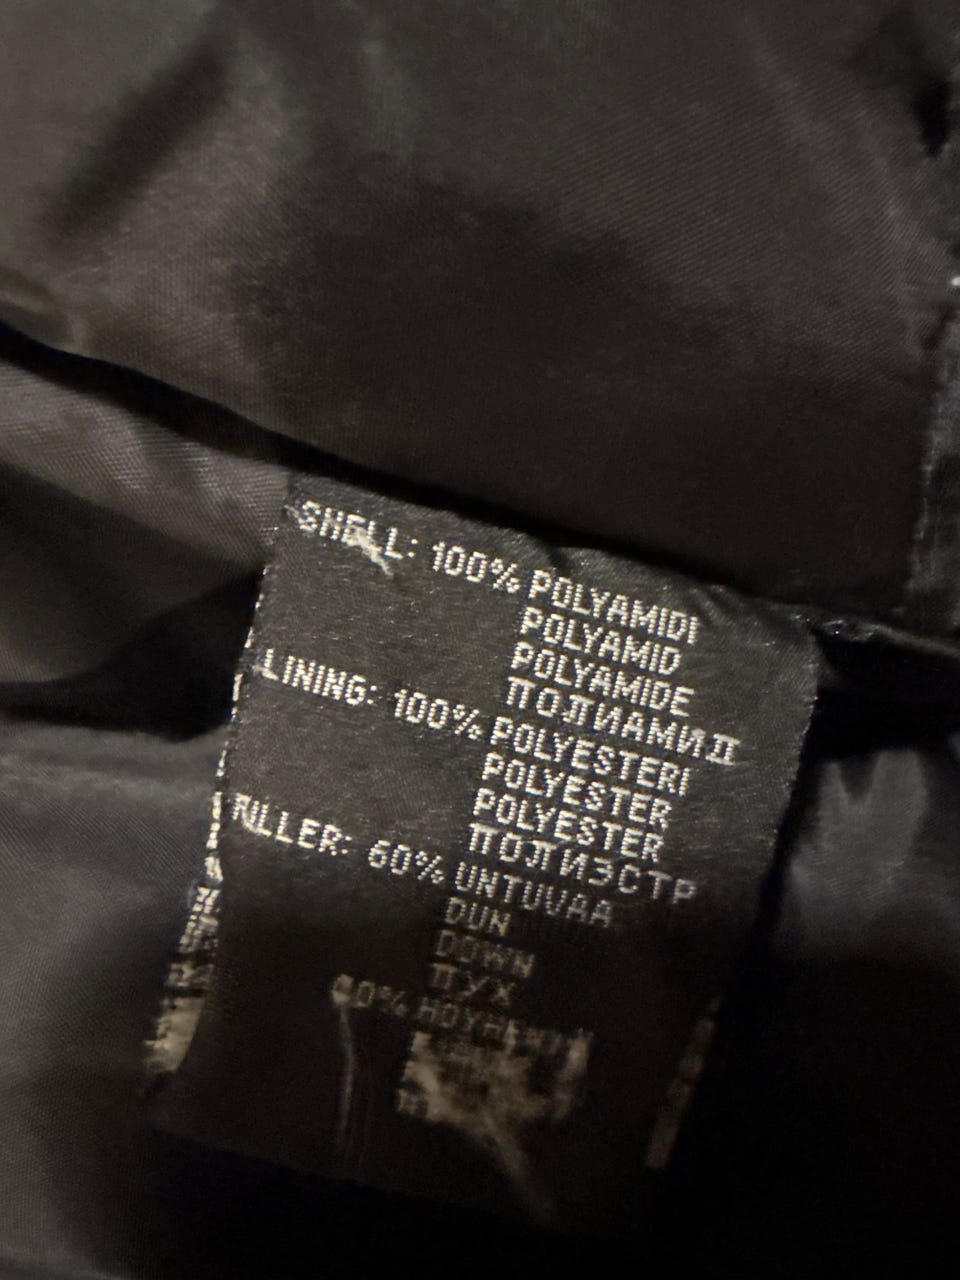 SHELL: 100% POLYAMIDI
POLYAMID
POLYAMIDE
ПОЛИАМИД
LINING: 100% POLYESTERI
POLYESTER
POLYESTER
ПОЛИЭСТР
FILLER: 60% UNTUVAA
DUN
DOWN
ПУХ